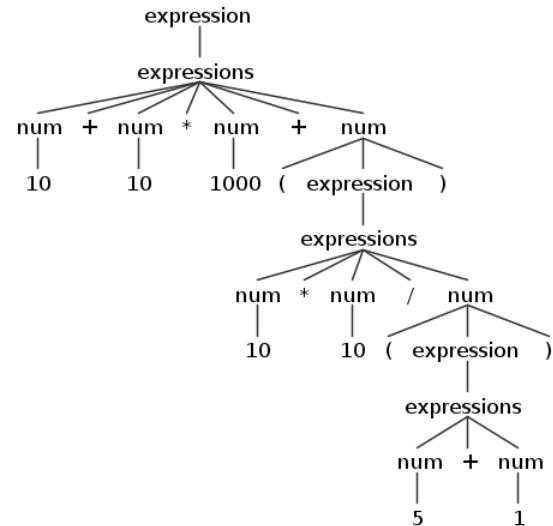 expression
expressions
num + num * num + num
10 10 1000 ( expression )
expressions
num * num / num
10 10 ( expression )
expressions
num + num
5 1